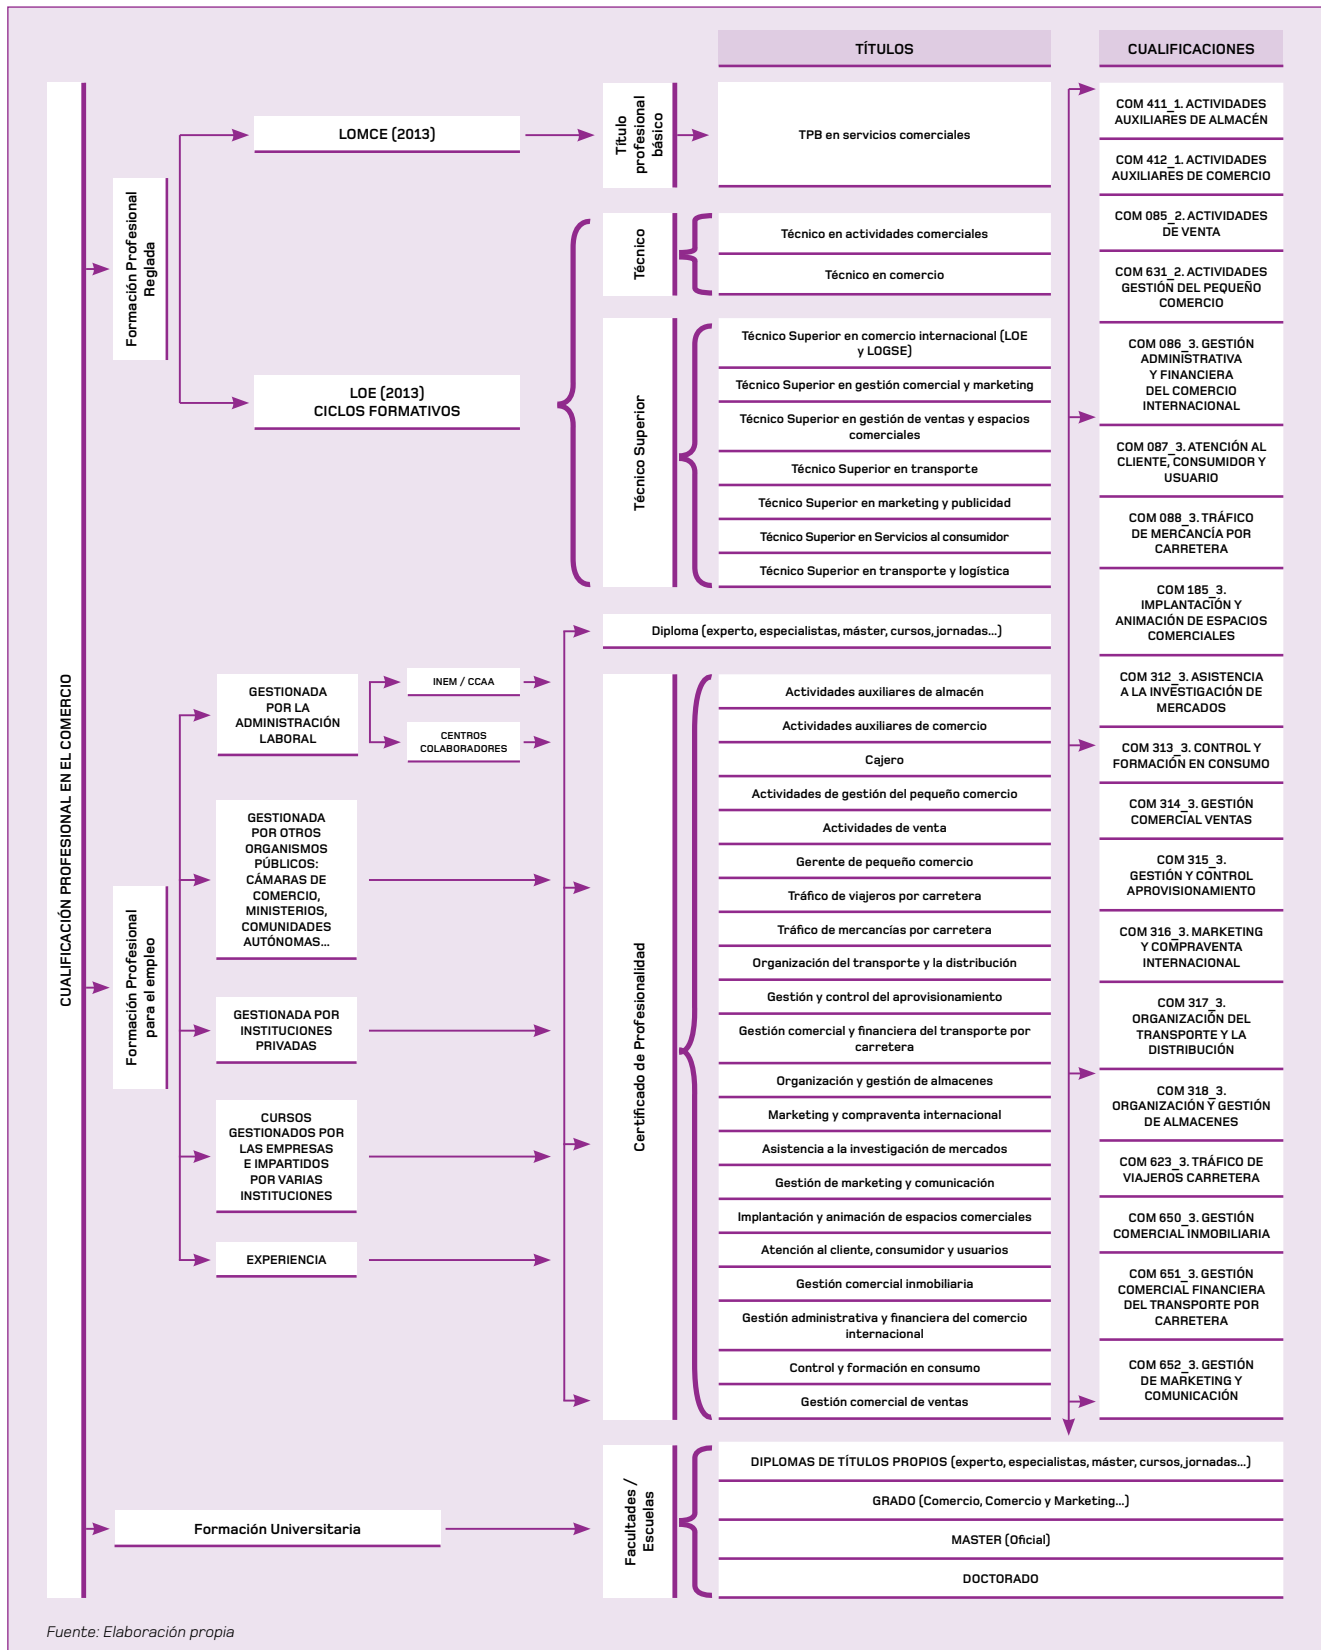 TÍTULOS
CUALIFICACIONES
CUALIFICACIÓN PROFESIONAL EN EL COMERCIO
Formación Profesional
Reglada
LOMCE (2013)
Título
profesional
básico
TPB en servicios comerciales
LOE (2013)
CICLOS FORMATIVOS
Técnico
Técnico en actividades comerciales
Técnico en comercio
Técnico Superior
Técnico Superior en comercio internacional (LOE
y LOGSE)
Técnico Superior en gestión comercial y marketing
Técnico Superior en gestión de ventas y espacios
comerciales
Técnico Superior en transporte
Técnico Superior en marketing y publicidad
Técnico Superior en Servicios al consumidor
Técnico Superior en transporte y logística
Formación Profesional
para el empleo
GESTIONADA
POR LA
ADMINISTRACIÓN
LABORAL
INEM / CCAA
CENTROS
COLABORADORES
GESTIONADA
POR OTROS
ORGANISMOS
PÚBLICOS:
CÁMARAS DE
COMERCIO,
MINISTERIOS,
COMUNIDADES
AUTÓNOMAS...
GESTIONADA POR
INSTITUCIONES
PRIVADAS
CURSOS
GESTIONADOS POR
LAS EMPRESAS
E IMPARTIDOS
POR VARIAS
INSTITUCIONES
EXPERIENCIA
Diploma (experto, especialistas, máster, cursos, jornadas...)
Certificado de Profesionalidad
Actividades auxiliares de almacén
Actividades auxiliares de comercio
Cajero
Actividades de gestión del pequeño comercio
Actividades de venta
Gerente de pequeño comercio
Tráfico de viajeros por carretera
Tráfico de mercancías por carretera
Organización del transporte y la distribución
Gestión y control del aprovisionamiento
Gestión comercial y financiera del transporte por
carretera
Organización y gestión de almacenes
Marketing y compraventa internacional
Asistencia a la investigación de mercados
Gestión de marketing y comunicación
Implantación y animación de espacios comerciales
Atención al cliente, consumidor y usuarios
Gestión comercial inmobiliaria
Gestión administrativa y financiera del comercio
internacional
Control y formación en consumo
Gestión comercial de ventas
Formación Universitaria
Facultades /
Escuelas
DIPLOMAS DE TÍTULOS PROPIOS (experto, especialistas, máster, cursos, jornadas...)
GRADO (Comercio, Comercio y Marketing...)
MASTER (Oficial)
DOCTORADO
COM 411_1. ACTIVIDADES
AUXILIARES DE ALMACÉN
COM 412_1. ACTIVIDADES
AUXILIARES DE COMERCIO
COM 085_2. ACTIVIDADES
DE VENTA
COM 631_2. ACTIVIDADES
GESTIÓN DEL PEQUEÑO
COMERCIO
COM 086_3. GESTIÓN
ADMINISTRATIVA
Y FINANCIERA
DEL COMERCIO
INTERNACIONAL
COM 087_3. ATENCIÓN AL
CLIENTE, CONSUMIDOR Y
USUARIO
COM 088_3. TRÁFICO
DE MERCANCÍA POR
CARRETERA
COM 185_3.
IMPLANTACIÓN Y
ANIMACIÓN DE ESPACIOS
COMERCIALES
COM 312_3. ASISTENCIA
A LA INVESTIGACIÓN DE
MERCADOS
COM 313_3. CONTROL Y
FORMACIÓN EN CONSUMO
COM 314_3. GESTIÓN
COMERCIAL VENTAS
COM 315_3.
GESTIÓN Y CONTROL
APROVISIONAMIENTO
COM 316_3. MARKETING
Y COMPRAVENTA
INTERNACIONAL
COM 317_3.
ORGANIZACIÓN DEL
TRANSPORTE Y LA
DISTRIBUCIÓN
COM 318_3.
ORGANIZACIÓN Y GESTIÓN
DE ALMACENES
COM 623_3. TRÁFICO DE
VIAJEROS CARRETERA
COM 650_3. GESTIÓN
COMERCIAL INMOBILIARIA
COM 651_3. GESTIÓN
COMERCIAL FINANCIERA
DEL TRANSPORTE POR
CARRETERA
COM 652_3. GESTIÓN
DE MARKETING Y
COMUNICACIÓN
Fuente: Elaboración propia